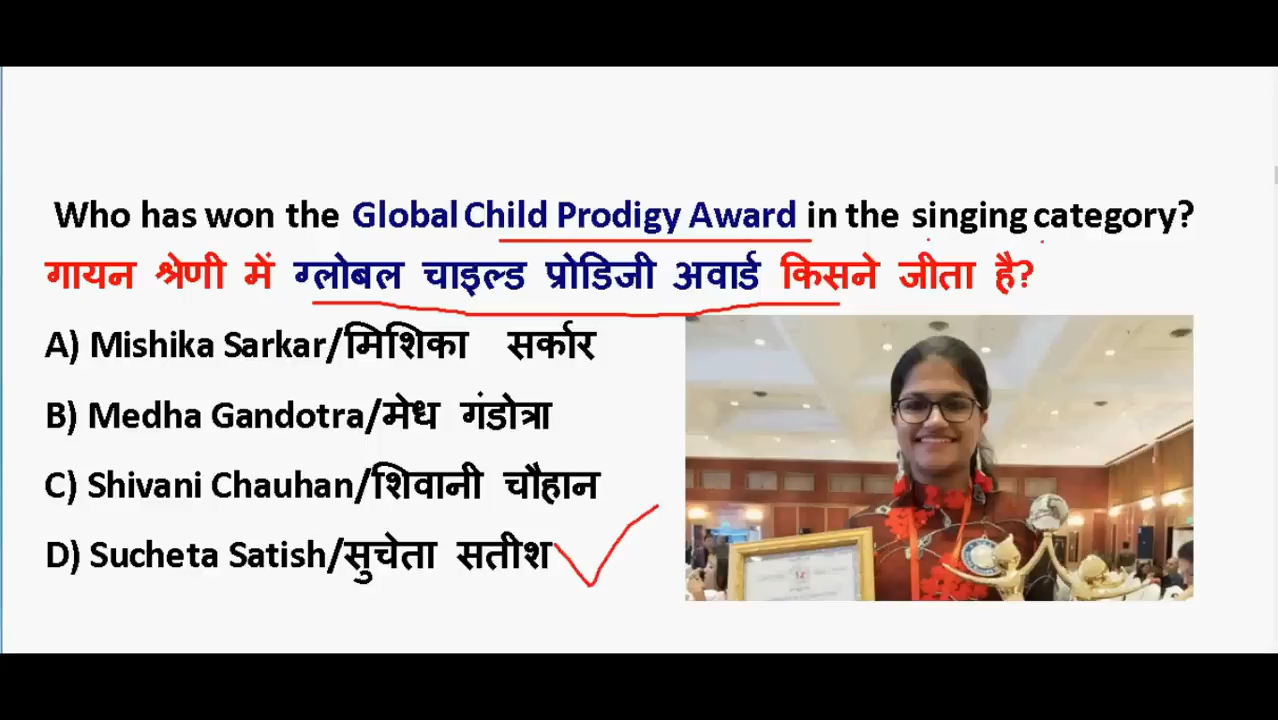 Who has won the Global Child Prodigy Award in the singing category?
गायन श्रेणी में ग्लोबल चाइल्ड प्रोडिजी अवार्ड किसने जीता है?
A) Mishika Sarkar/मिशिका सर्कार
B) Medha Gandotra/मेध गंडोत्रा
C) Shivani Chauhan/शिवानी चौहान
D) Sucheta Satish/सुचेता सतीश